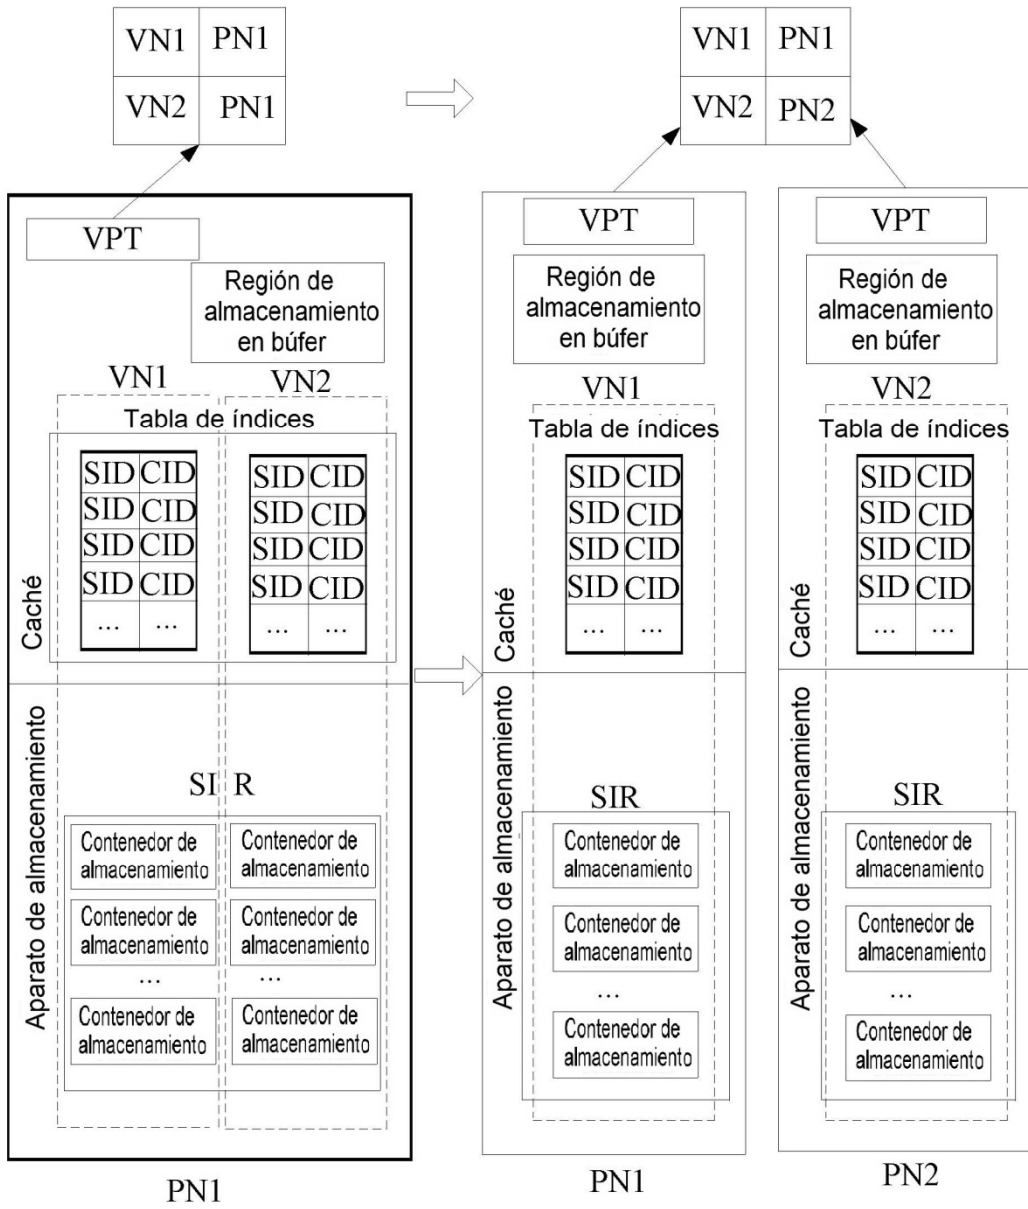 VN1 PN1
VN2 PN1
VN1 PN1
VN2 PN2
VPT
Región de
almacenamiento
en búfer
VN1 VN2
Tabla de índices
SID CID
SID CID
SID CID
SID CID
... ...
SID CID
SID CID
SID CID
SID CID
... ...
Caché
Aparato de almacenamiento
SIR
Contenedor de
almacenamiento
Contenedor de
almacenamiento
...
Contenedor de
almacenamiento
Contenedor de
almacenamiento
Contenedor de
almacenamiento
...
Contenedor de
almacenamiento
PN1
VPT
Región de
almacenamiento
en búfer
VN1
Tabla de índices
SID CID
SID CID
SID CID
SID CID
... ...
Caché
Aparato de almacenamiento
SIR
Contenedor de
almacenamiento
Contenedor de
almacenamiento
...
Contenedor de
almacenamiento
PN1
VPT
Región de
almacenamiento
en búfer
VN2
Tabla de índices
SID CID
SID CID
SID CID
SID CID
... ...
Caché
Aparato de almacenamiento
SIR
Contenedor de
almacenamiento
Contenedor de
almacenamiento
...
Contenedor de
almacenamiento
PN2